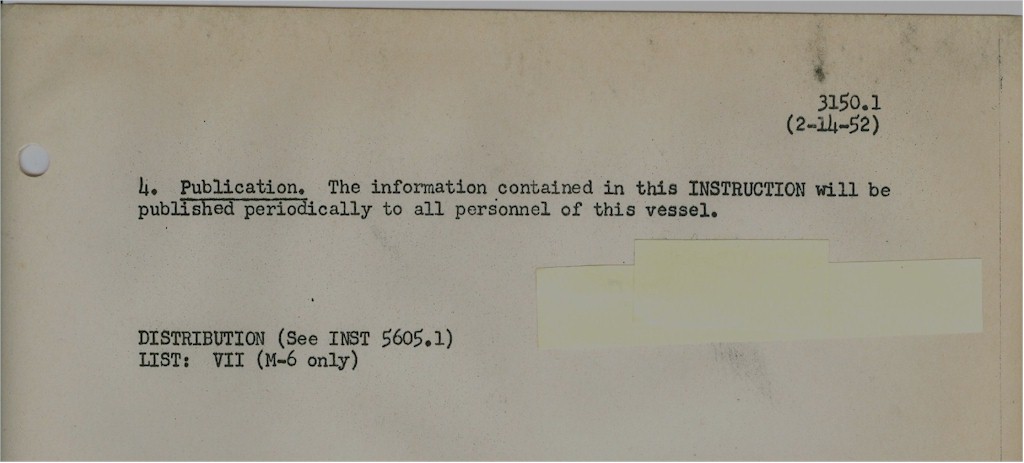 3150.1
(2-14-52)
4. Publication. The information contained in this INSTRUCTION will be
published periodically to all personnel of this vessel.
DISTRIBUTION (See INST 5605.1)
LIST: VII (M-6 only)